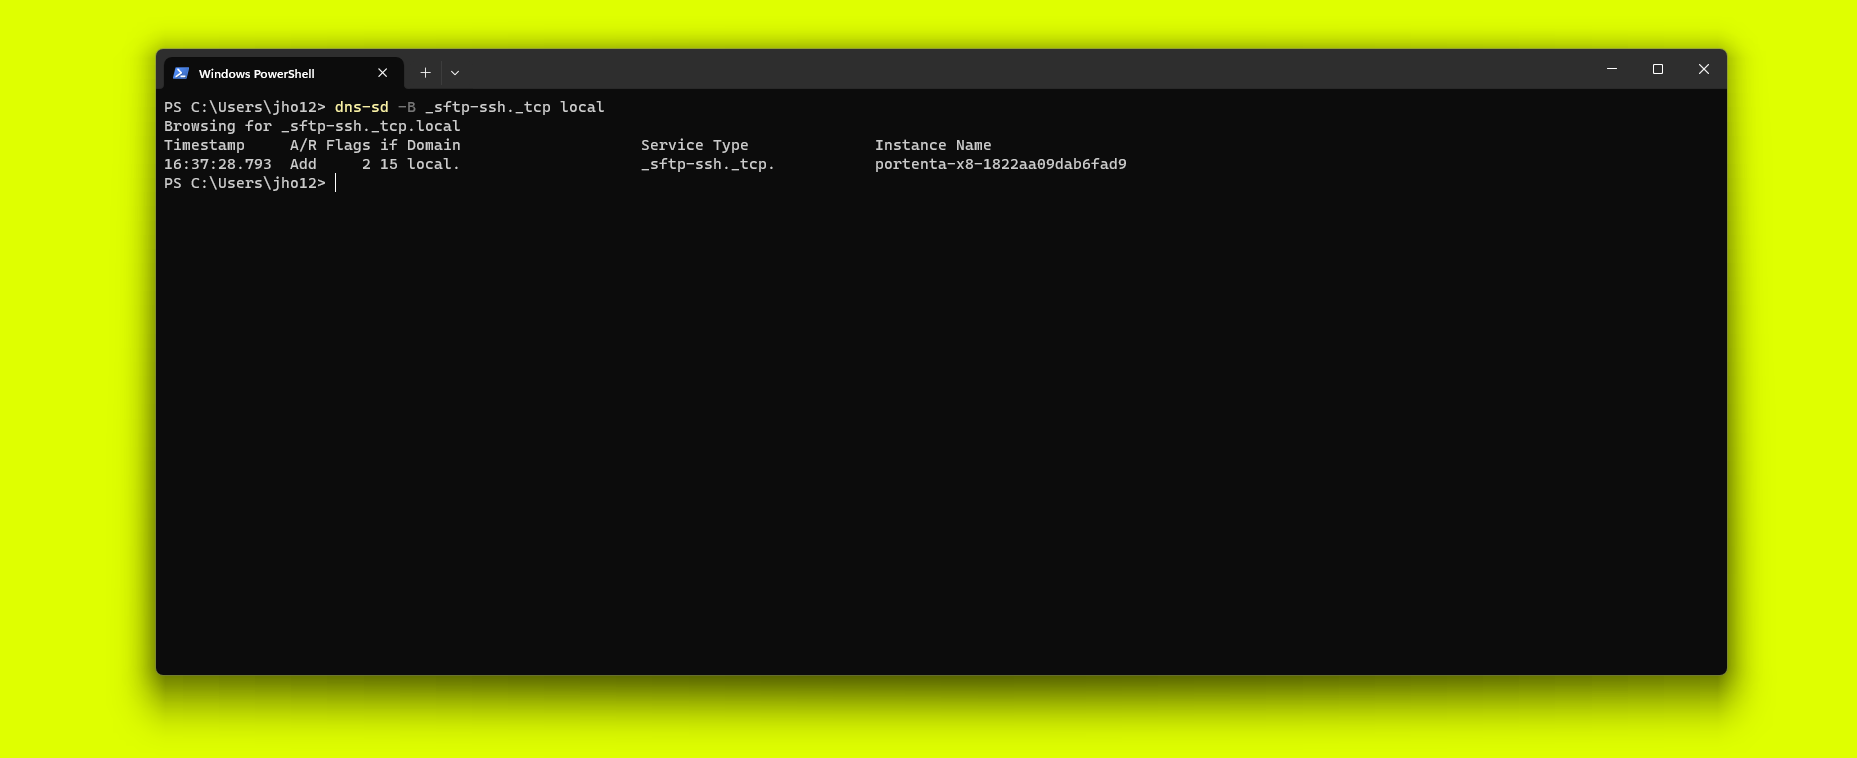 Windows PowerShell
PS C:\Users\jho12> dns-sd -B _sftp-ssh._tcp local
Browsing for _sftp-ssh._tcp.local
Timestamp     A/R Flags if Domain                    Service Type              Instance Name
16:37:28.793  Add     2 15 local.                    _sftp-ssh._tcp.           portenta-x8-1822aa09dab6fad9
PS C:\Users\jho12>